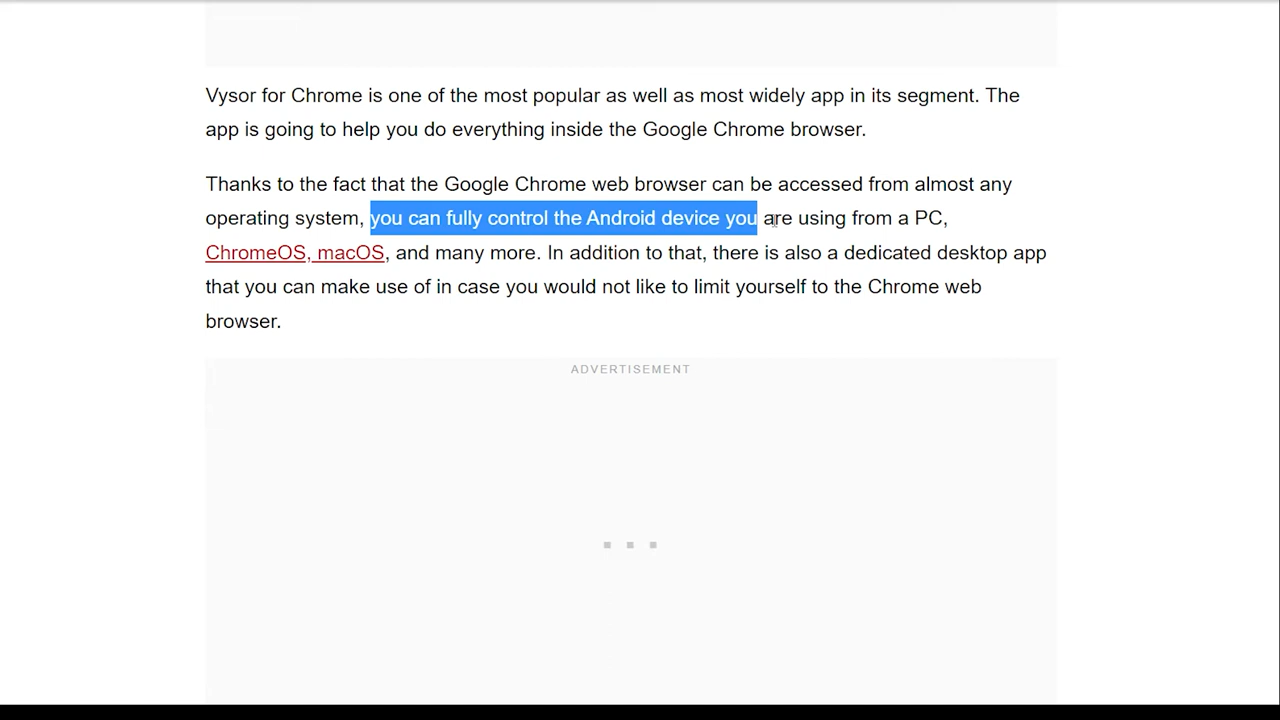 Vysor for Chrome is one of the most popular as well as most widely app in its segment. The
app is going to help you do everything inside the Google Chrome browser.
Thanks to the fact that the Google Chrome web browser can be accessed from almost any
operating system, you can fully control the Android device you are using from a PC,
ChromeOS, macOS, and many more. In addition to that, there is also a dedicated desktop app
that you can make use of in case you would not like to limit yourself to the Chrome web
browser.
ADVERTISEMENT